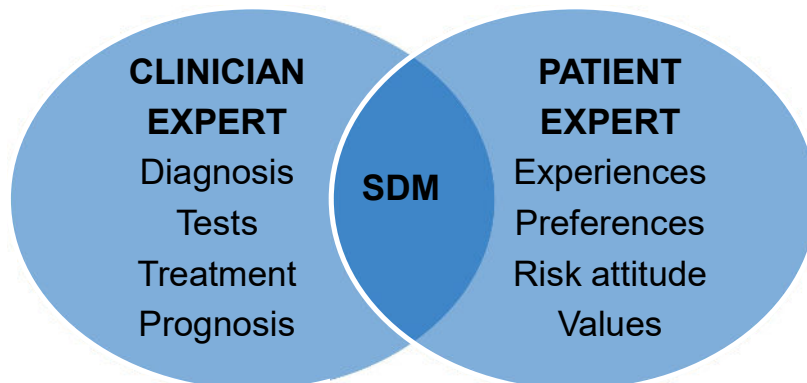 CLINICIAN
EXPERT
Diagnosis
Tests
Treatment
Prognosis
SDM
PATIENT
EXPERT
Experiences
Preferences
Risk attitude
Values